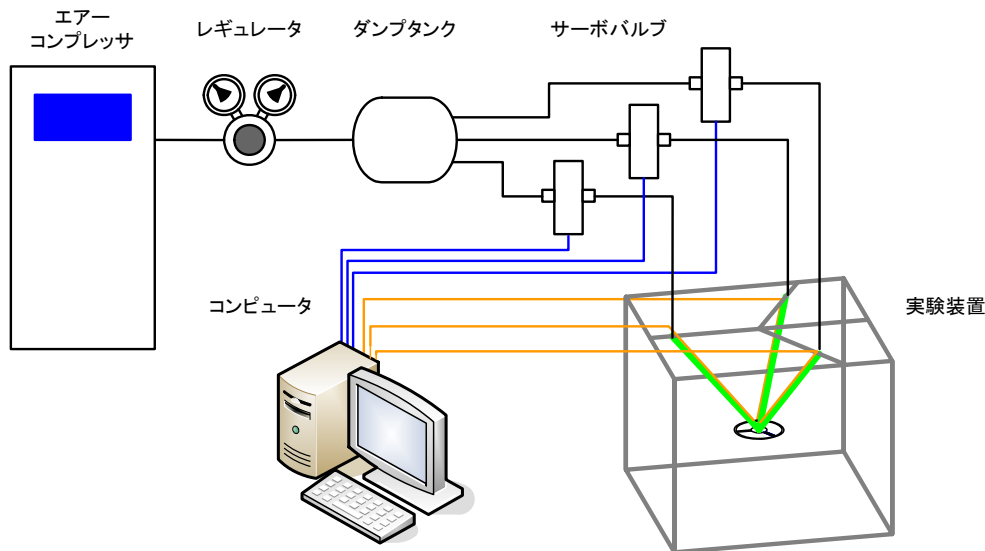 エアー
コンプレッサ
レギュレータ
ダンプタンク
サーボバルブ
コンピュータ
実験装置